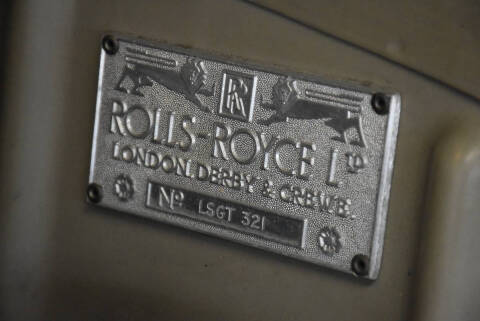 RR
ROLLS-ROYCE LTD
LONDON, DERBY & CREWE.
No LSGT 321